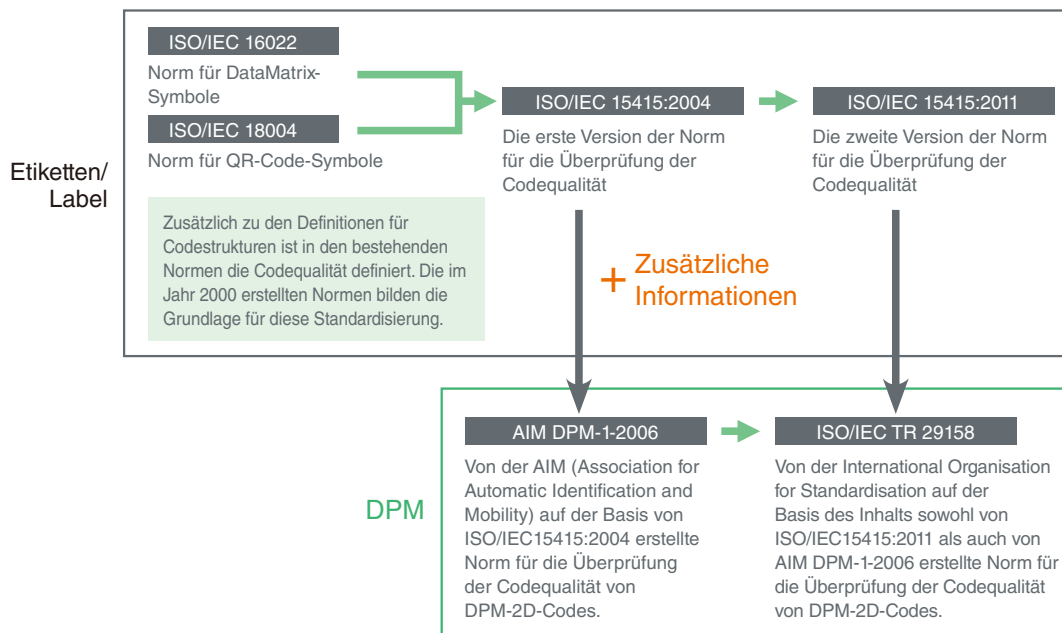 Etiketten/
Label
ISO/IEC 16022
Norm für DataMatrix-
Symbole
ISO/IEC 18004
Norm für QR-Code-Symbole
Zusätzlich zu den Definitionen für
Codestrukturen ist in den bestehenden
Normen die Codequalität definiert. Die im
Jahr 2000 erstellten Normen bilden die
Grundlage für diese Standardisierung.
ISO/IEC 15415:2004
Die erste Version der Norm
für die Überprüfung der
Codequalität
ISO/IEC 15415:2011
Die zweite Version der Norm
für die Überprüfung der
Codequalität
+ Zusätzliche
Informationen
DPM
AIM DPM-1-2006
Von der AIM (Association for
Automatic Identification and
Mobility) auf der Basis von
ISO/IEC15415:2004 erstellte
Norm für die Überprüfung
der Codequalität von
DPM-2D-Codes.
ISO/IEC TR 29158
Von der International Organisation
for Standardisation auf der
Basis des Inhalts sowohl von
ISO/IEC15415:2011 als auch von
AIM DPM-1-2006 erstellte Norm für
die Überprüfung der Codequalität
von DPM-2D-Codes.